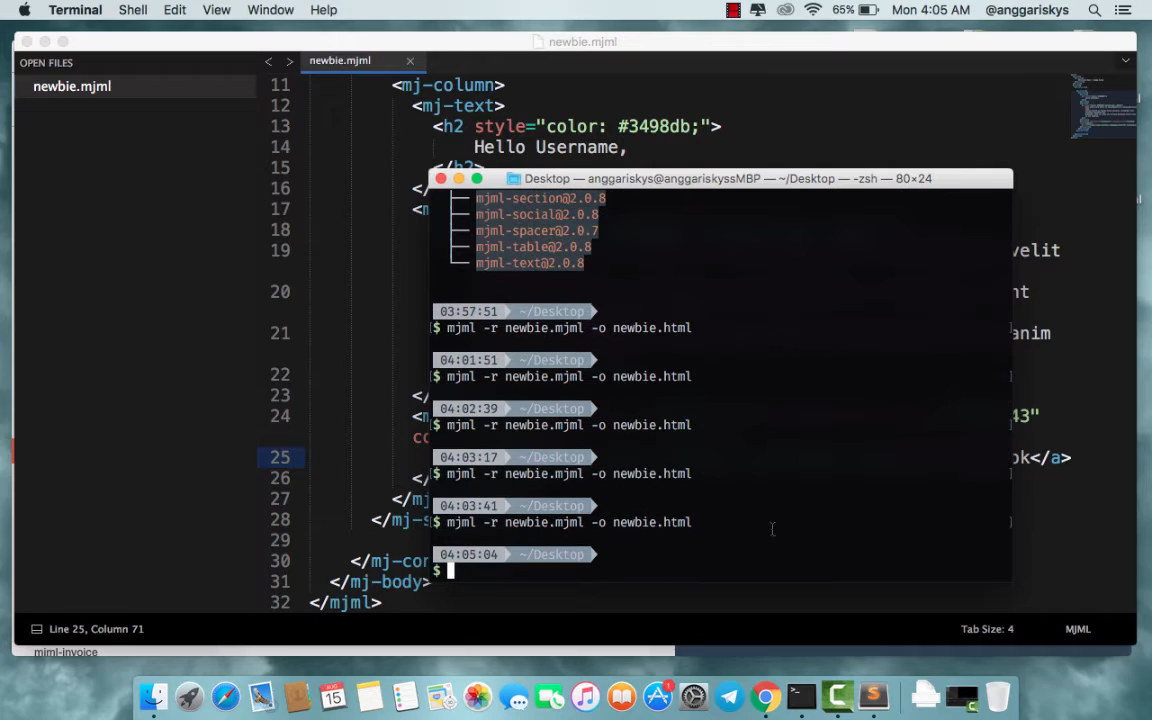 Terminal Shell Edit View Window Help 65% Mon 4:05 AM @anggariskys
newbie.mjml
OPEN FILES
newbie.mjml
newbie.mjml
11 <mj-column>
12 <mj-text>
13 <h2 style="color: #3498db;">
14 Hello Username,
15 </h2>
16 </
17 <m
18
19 velit
20 nt
21 anim
22
23 </
24 <m 43"
co
25 ok</a>
26 </
27 </mj
28 </mj-s
29
30 </mj-con
31 </mj-body>
32 </mjml>
Desktop — anggariskys@anggariskyssMBP — ~/Desktop — -zsh — 80×24
├── mjml-section@2.0.8
├── mjml-social@2.0.8
├── mjml-spacer@2.0.7
├── mjml-table@2.0.8
└── mjml-text@2.0.8
03:57:51 ~/Desktop
$ mjml -r newbie.mjml -o newbie.html
04:01:51 ~/Desktop
$ mjml -r newbie.mjml -o newbie.html
04:02:39 ~/Desktop
$ mjml -r newbie.mjml -o newbie.html
04:03:17 ~/Desktop
$ mjml -r newbie.mjml -o newbie.html
04:03:41 ~/Desktop
$ mjml -r newbie.mjml -o newbie.html
04:05:04 ~/Desktop
$
Line 25, Column 71 Tab Size: 4 MJML
mjml-invoice
AUG
15
1